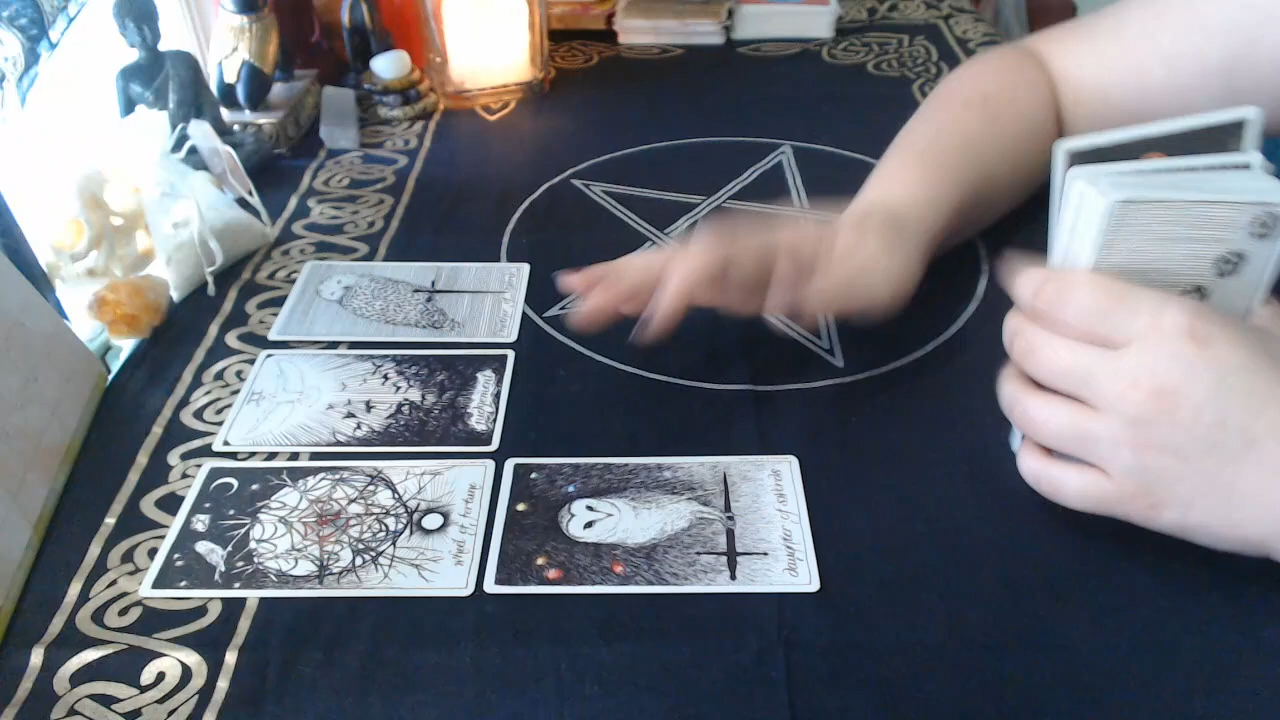 judgement
wheel of fortune
daughter of swords